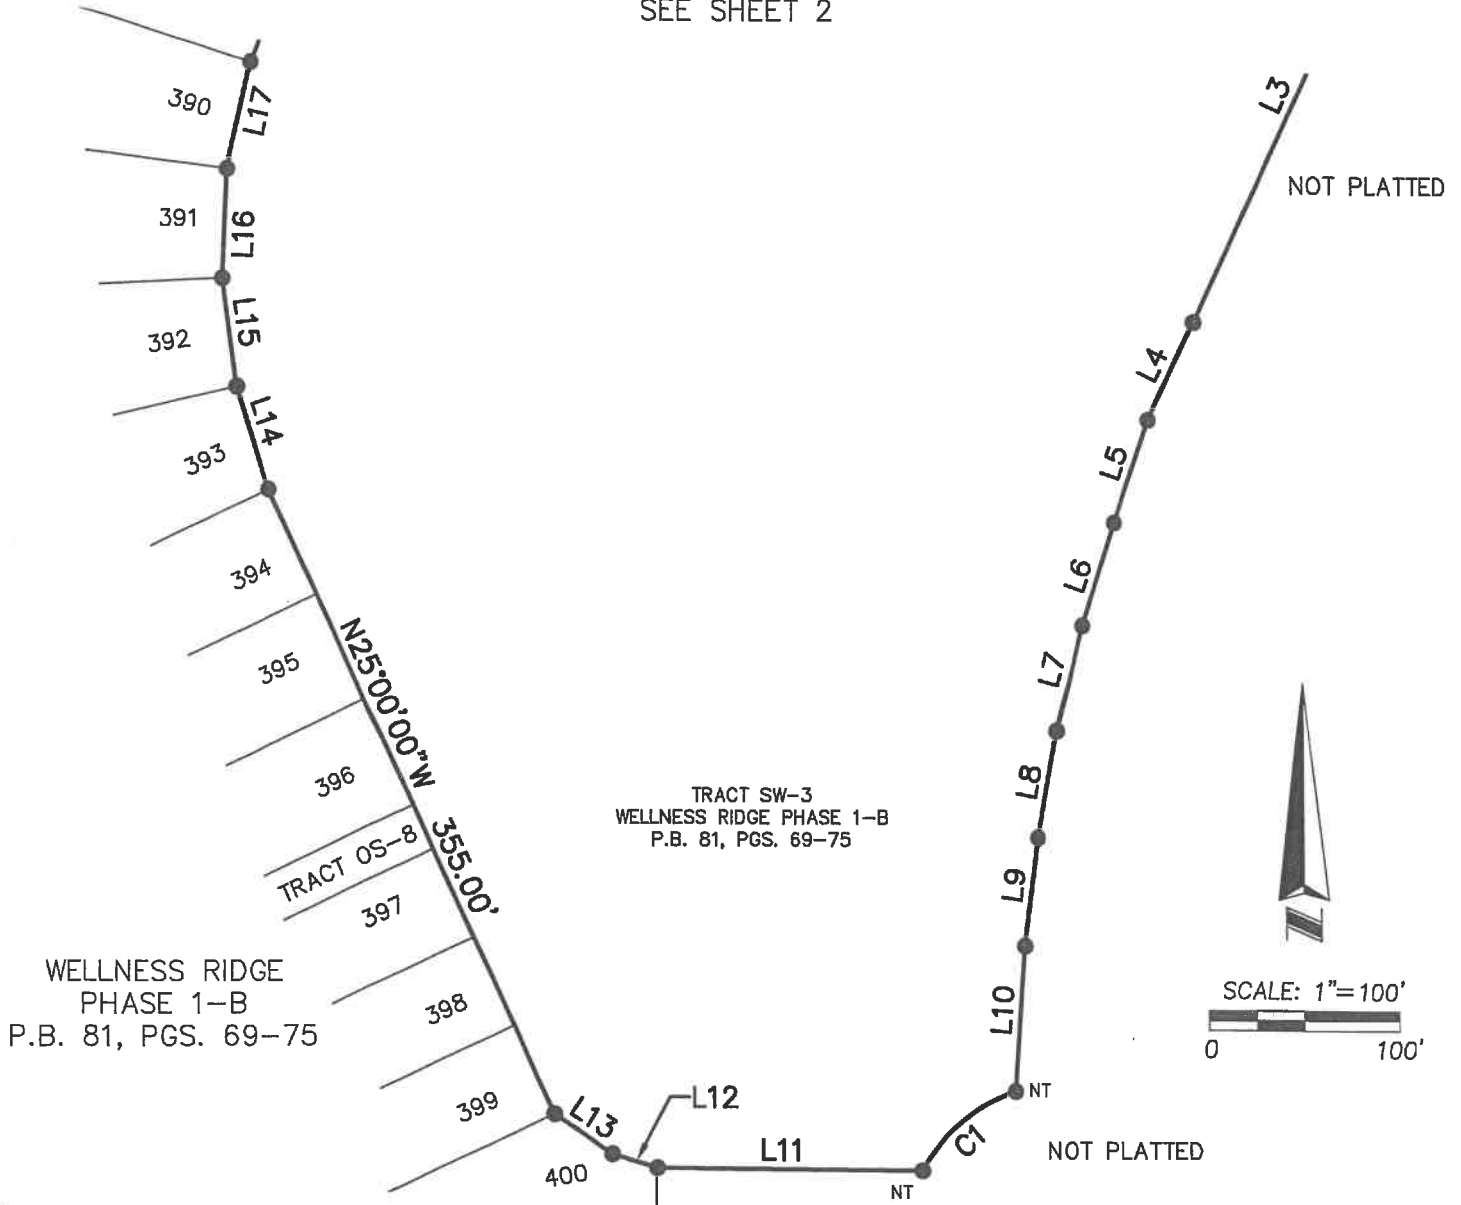 SEE SHEET 2
390
L17
L3
NOT PLATTED
391
L16
392
L15
L4
L14
393
L5
394
L6
N25°00'00"W 355.00'
395
L7
396
L8
TRACT SW-3
WELLNESS RIDGE PHASE 1-B
P.B. 81, PGS. 69-75
TRACT OS-8
397
L9
WELLNESS RIDGE
PHASE 1-B
P.B. 81, PGS. 69-75
398
L10
N
SCALE: 1"=100'
0 100'
399
L13
L12
NT
C1
L11
NOT PLATTED
400
NT